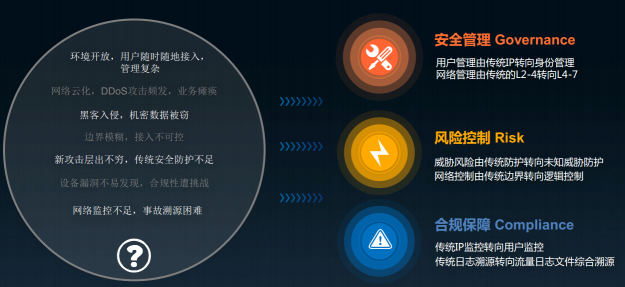 环境开放，用户随时随地接入，
管理复杂
网络云化，DDoS攻击频发，业务瘫痪
黑客入侵，机密数据被窃
边界模糊，接入不可控
新攻击层出不穷，传统安全防护不足
设备漏洞不易发现，合规性遭挑战
网络监控不足，事故溯源困难
?
安全管理 Governance
用户管理由传统IP转向身份管理
网络管理由传统的L2-4转向L4-7
风险控制 Risk
威胁风险由传统防护转向未知威胁防护
网络控制由传统边界转向逻辑控制
合规保障 Compliance
传统IP监控转向用户监控
传统日志溯源转向流量日志文件综合溯源